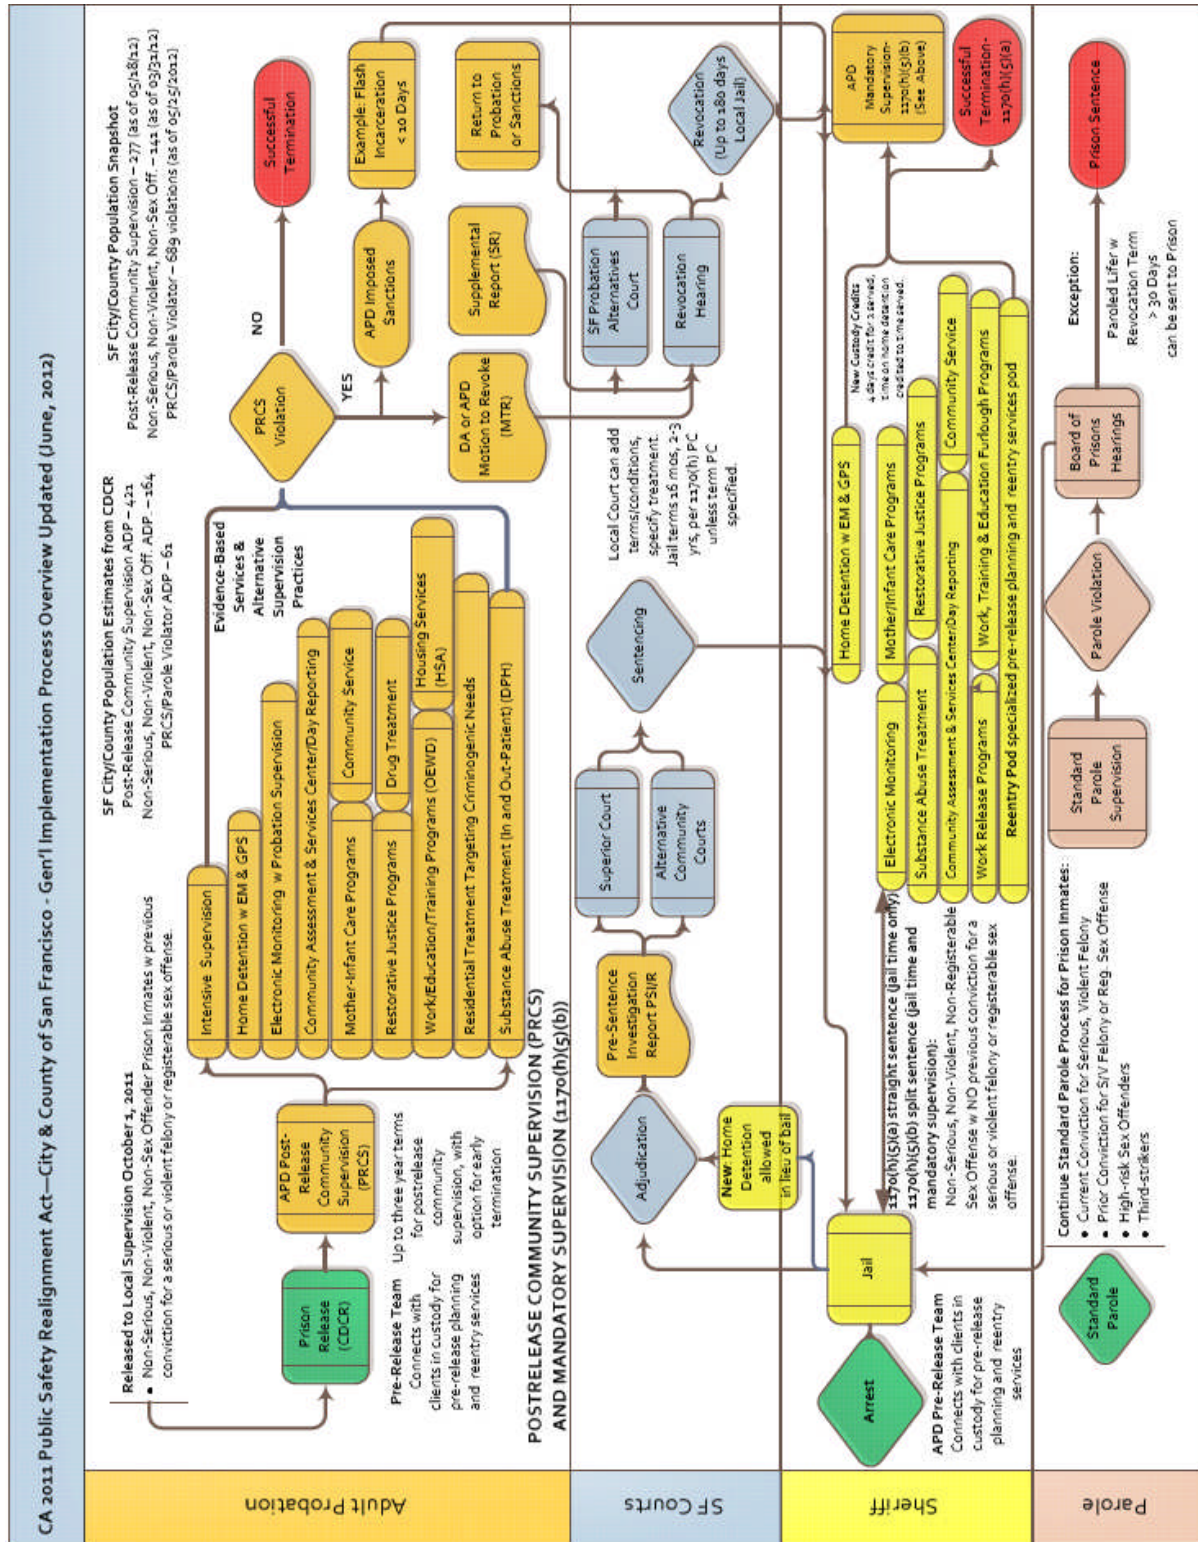 CA 2011 Public Safety Realignment Act—City & County of San Francisco - Gen'l Implementation Process Overview Updated (June, 2012)
Adult Probation
Released to Local Supervision October 1, 2011
• Non-Serious, Non-Violent, Non-Sex Offender Prison Inmates w previous
conviction for a serious or violent felony or registerable sex offense.
SF City/County Population Estimates from CDCR
Post-Release Community Supervision ADP – 421
Non-Serious, Non-Violent, Non-Sex Off. ADP. – 164
PRCS/Parole Violator ADP – 61
SF City/County Population Snapshot
Post-Release Community Supervision – 277 (as of 05/18/12)
Non-Serious, Non-Violent, Non-Sex Off. – 141 (as of 03/31/12)
PRCS/Parole Violator – 689 violations (as of 05/25/2012)
Prison
Release
(CDCR)
APD Post-
Release
Community
Supervision
(PRCS)
Pre-Release Team
Connects with
clients in custody for
pre-release planning
and reentry services
Up to three year terms
for postrelease
community
supervision, with
option for early
termination
Intensive Supervision
Home Detention w EM & GPS
Electronic Monitoring w Probation Supervision
Community Assessment & Services Center/Day Reporting
Mother-Infant Care Programs
Community Service
Restorative Justice Programs
Drug Treatment
Work/Education/Training Programs (OEWD)
Housing Services
(HSA)
Residential Treatment Targeting Criminogenic Needs
Substance Abuse Treatment (In and Out-Patient) (DPH)
Evidence-Based
Services &
Alternative
Supervision
Practices
PRCS
Violation
NO
YES
Successful
Termination
APD Imposed
Sanctions
Example: Flash
Incarceration
< 10 Days
DA or APD
Motion to Revoke
(MTR)
Supplemental
Report (SR)
Return to
Probation
or Sanctions
POSTRELEASE COMMUNITY SUPERVISION (PRCS)
AND MANDATORY SUPERVISION (1170(h)(5)(b))
SF Courts
Adjudication
Pre-Sentence
Investigation
Report PSI/R
Superior Court
Alternative
Community
Courts
Sentencing
Local Court can add
terms/conditions,
specify treatment.
Jail terms 16 mos, 2-3
yrs, per 1170(h) PC
unless term PC
specified.
SF Probation
Alternatives
Court
Revocation
Hearing
Revocation
(Up to 180 days
Local Jail)
New: Home
Detention
allowed
in lieu of bail
Sheriff
Arrest
Jail
APD Pre-Release Team
Connects with clients in
custody for pre-release
planning and reentry
services
1170(h)(5)(a) straight sentence (jail time only)
1170(h)(5)(b) split sentence (jail time and
mandatory supervision):
Non-Serious, Non-Violent, Non-Registerable
Sex Offense w NO previous conviction for a
serious or violent felony or registerable sex
offense.
Home Detention w EM & GPS
Electronic Monitoring
Mother/Infant Care Programs
Substance Abuse Treatment
Restorative Justice Programs
Community Assessment & Services Center/Day Reporting
Community Service
Work Release Programs
Work, Training & Education Furlough Programs
Reentry Pod specialized pre-release planning and reentry services pod
New Custody Credits
4 days credit for 2 served,
time on home detention
credited to time served.
APD
Mandatory
Supervision-
1170(h)(5)(b)
(See Above)
Successful
Termination-
1170(h)(5)(a)
Parole
Standard
Parole
Continue Standard Parole Process for Prison Inmates:
• Current Conviction for Serious, Violent Felony
• Prior Conviction for S/V Felony or Reg. Sex Offense
• High-risk Sex Offenders
• Third-strikers
Standard
Parole
Supervision
Parole Violation
Board of
Prisons
Hearings
Exception:
Paroled Lifer w
Revocation Term
> 30 Days
can be sent to Prison
Prison Sentence